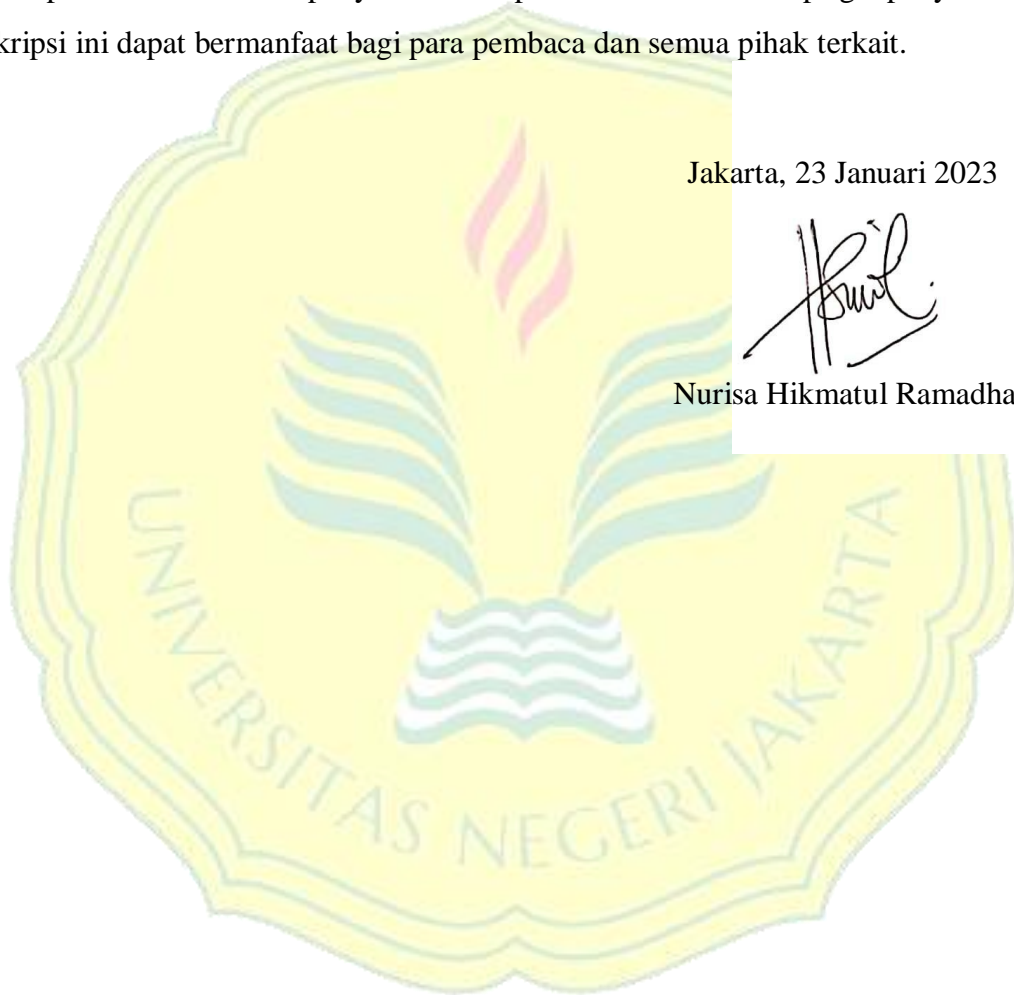 kripsi ini dapat bermanfaat bagi para pembaca dan semua pihak terkait.
Jakarta, 23 Januari 2023
Nurisa Hikmatul Ramadha
UNIVERSITAS NEGERI JAKARTA